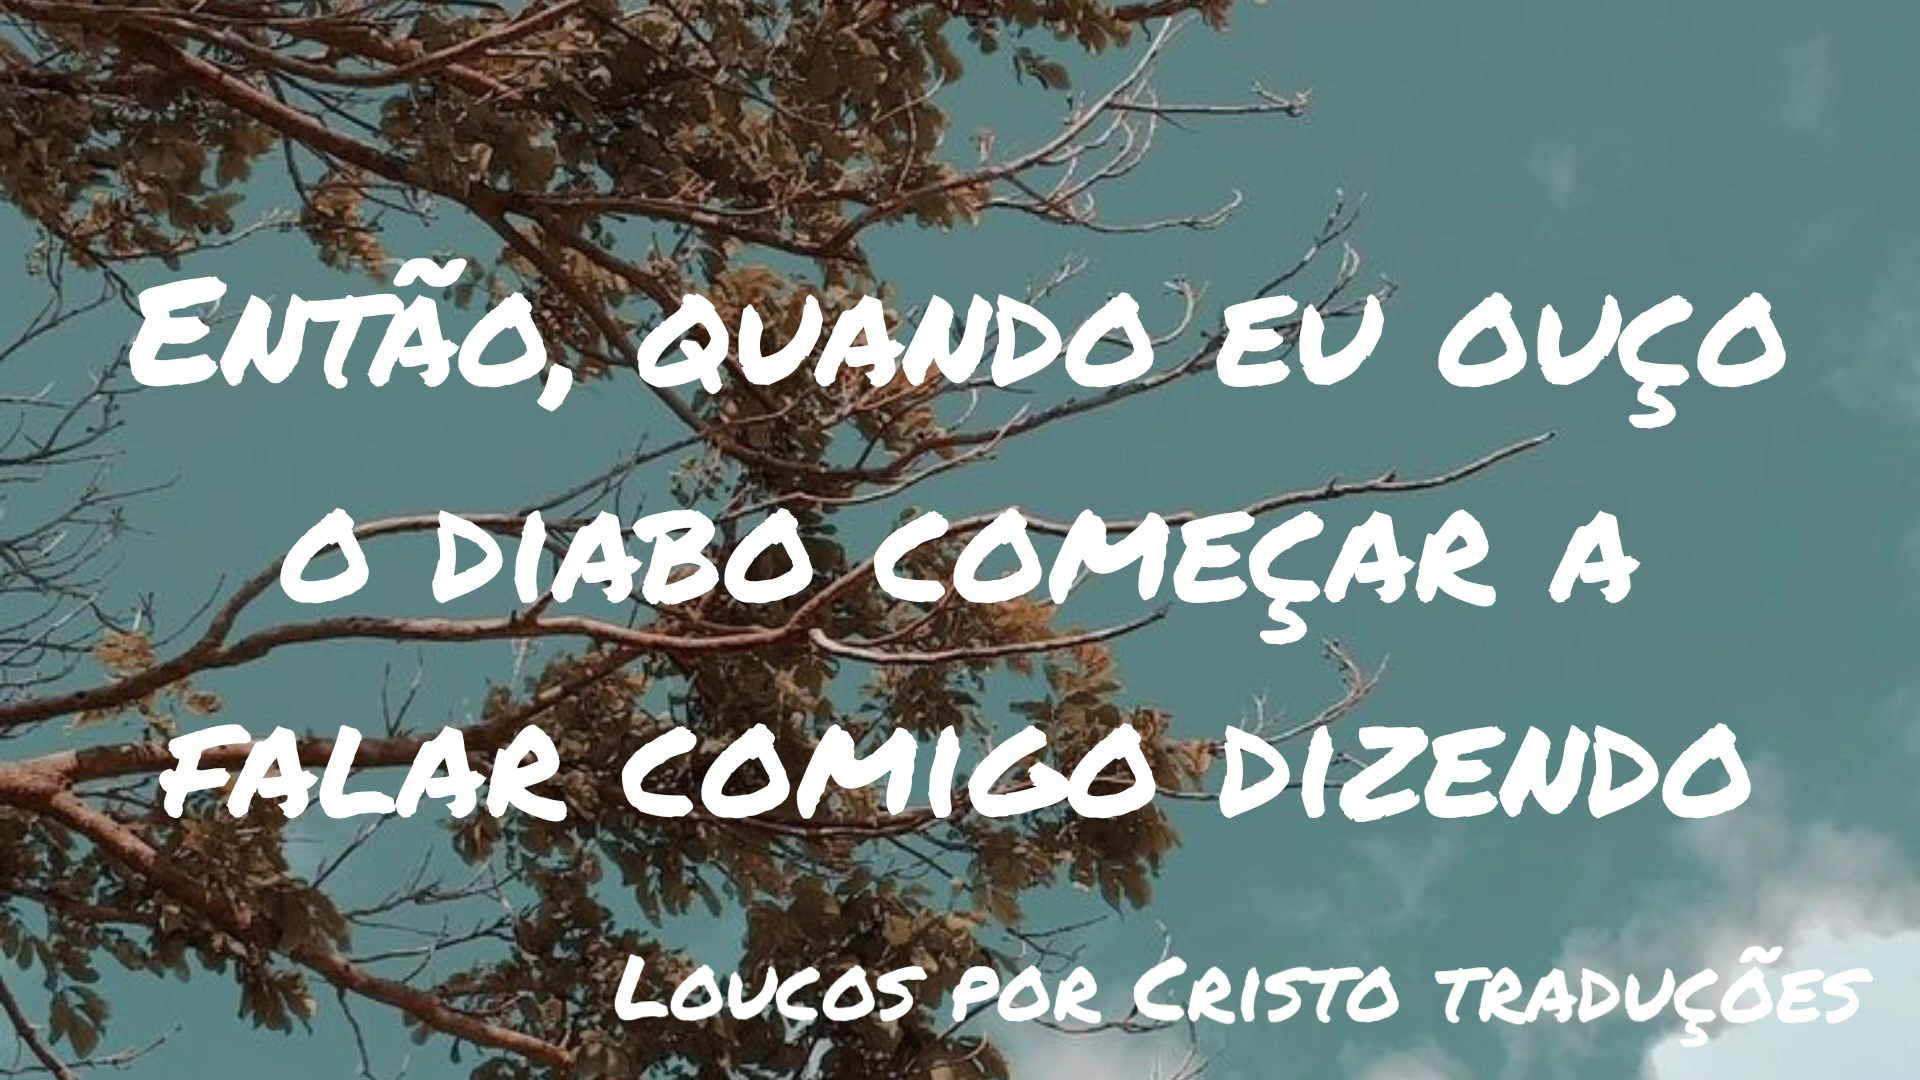 Então, quando eu ouço
o diabo começar a
falar comigo dizendo
Loucos por Cristo traduções